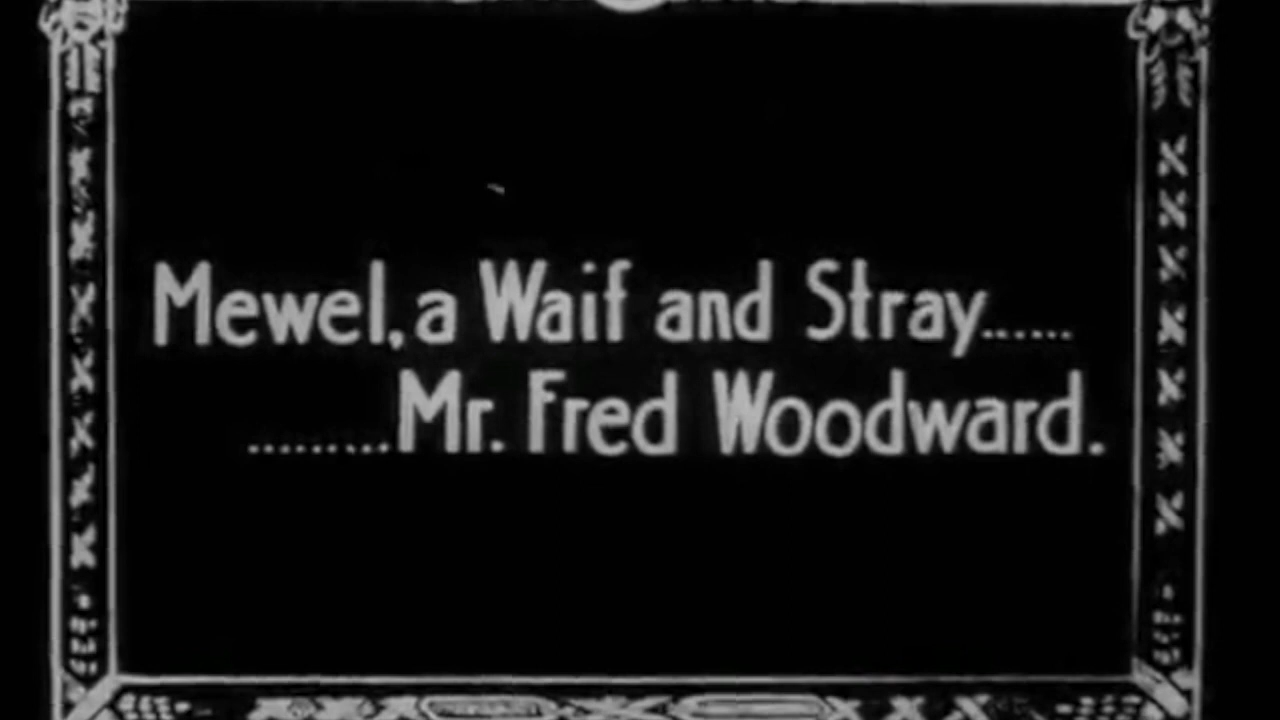 Mewel, a Waif and Stray......
.........Mr. Fred Woodward.